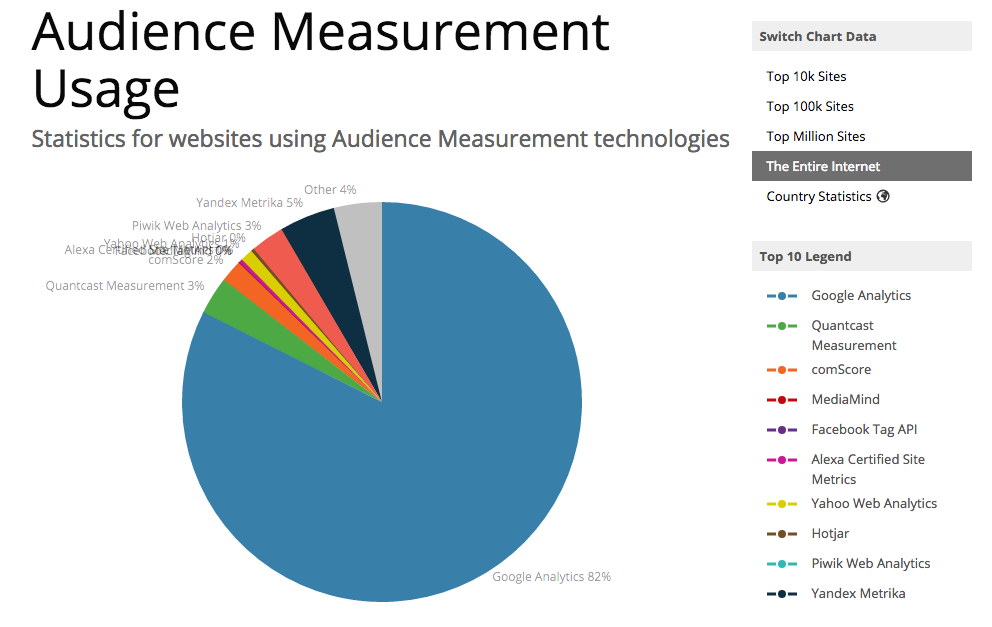 Audience Measurement
Usage
Statistics for websites using Audience Measurement technologies
Other 4%
Yandex Metrika 5%
Piwik Web Analytics 3%
Hotjar 0%
Yahoo Web Analytics 1%
Alexa Certified Site Metrics 0%
comScore 2%
Quantcast Measurement 3%
Google Analytics 82%
Switch Chart Data
Top 10k Sites
Top 100k Sites
Top Million Sites
The Entire Internet
Country Statistics
Top 10 Legend
Google Analytics
Quantcast
Measurement
comScore
MediaMind
Facebook Tag API
Alexa Certified Site
Metrics
Yahoo Web Analytics
Hotjar
Piwik Web Analytics
Yandex Metrika